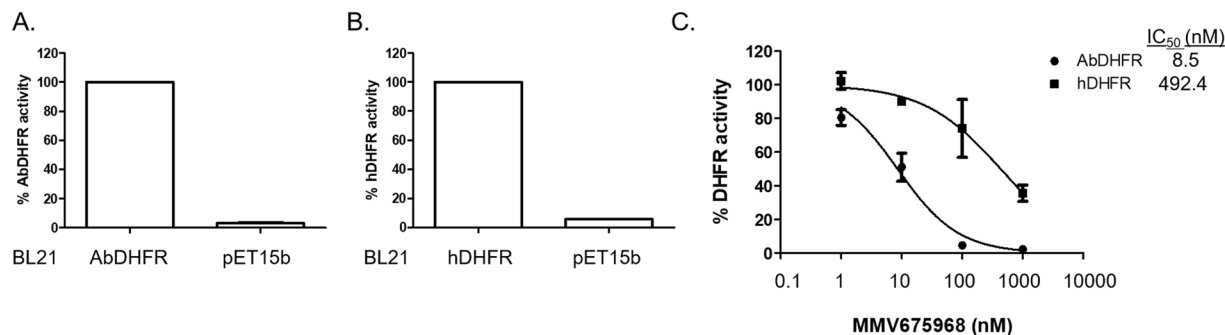 A.
% AbDHFR activity
120
100
80
60
40
20
0
BL21 AbDHFR pET15b
B.
% hDHFR activity
120
100
80
60
40
20
0
BL21 hDHFR pET15b
C.
% DHFR activity
120
100
80
60
40
20
0
0.1 1 10 100 1000 10000
MMV675968 (nM)
IC50 (nM)
AbDHFR 8.5
hDHFR 492.4